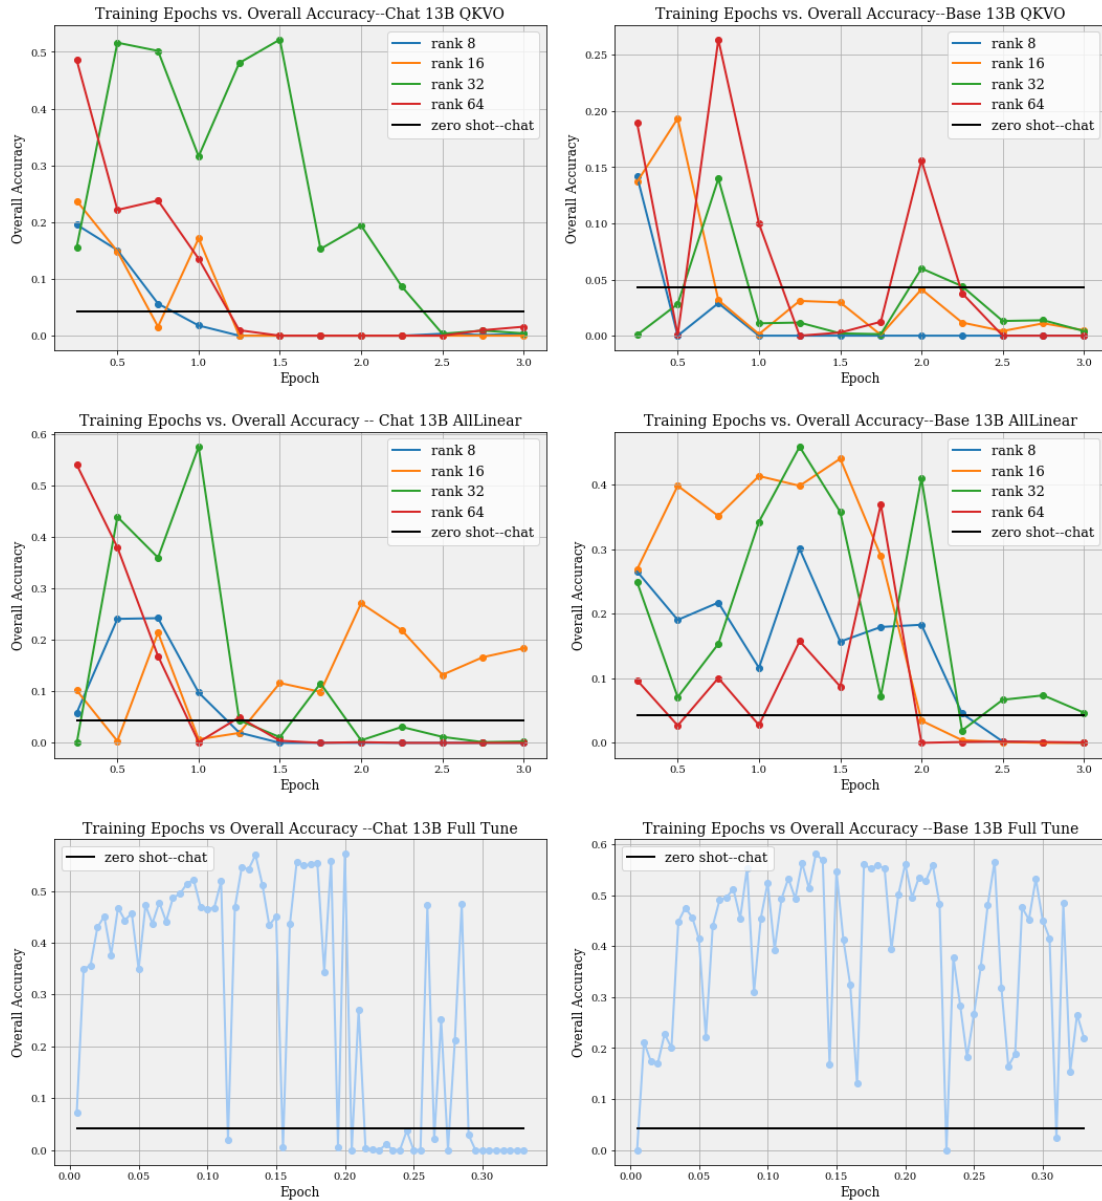 Training Epochs vs. Overall Accuracy--Chat 13B QKVO
Overall Accuracy
0.5
0.4
0.3
0.2
0.1
0.0
rank 8
rank 16
rank 32
rank 64
zero shot--chat
0.5 1.0 1.5 2.0 2.5 3.0
Epoch
Training Epochs vs. Overall Accuracy--Base 13B QKVO
Overall Accuracy
0.25
0.20
0.15
0.10
0.05
0.00
rank 8
rank 16
rank 32
rank 64
zero shot--chat
0.5 1.0 1.5 2.0 2.5 3.0
Epoch
Training Epochs vs. Overall Accuracy -- Chat 13B AllLinear
Overall Accuracy
0.6
0.5
0.4
0.3
0.2
0.1
0.0
rank 8
rank 16
rank 32
rank 64
zero shot--chat
0.5 1.0 1.5 2.0 2.5 3.0
Epoch
Training Epochs vs. Overall Accuracy--Base 13B AllLinear
Overall Accuracy
0.4
0.3
0.2
0.1
0.0
rank 8
rank 16
rank 32
rank 64
zero shot--chat
0.5 1.0 1.5 2.0 2.5 3.0
Epoch
Training Epochs vs Overall Accuracy --Chat 13B Full Tune
Overall Accuracy
0.5
0.4
0.3
0.2
0.1
0.0
zero shot--chat
0.00 0.05 0.10 0.15 0.20 0.25 0.30
Epoch
Training Epochs vs Overall Accuracy --Base 13B Full Tune
Overall Accuracy
0.6
0.5
0.4
0.3
0.2
0.1
0.0
zero shot--chat
0.00 0.05 0.10 0.15 0.20 0.25 0.30
Epoch